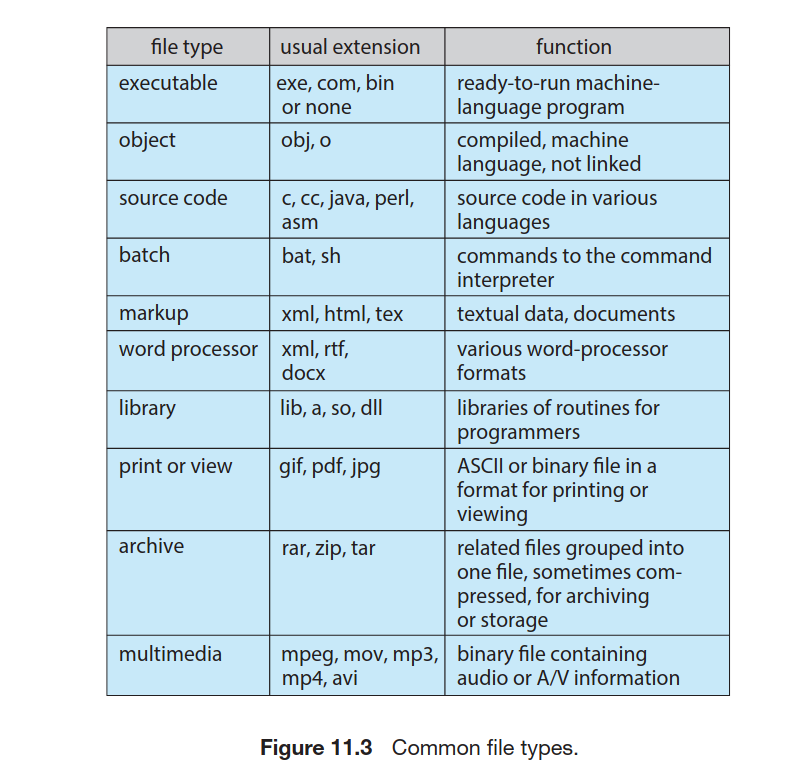 file type usual extension function
executable exe, com, bin ready-to-run machine-
or none language program
object obj, o compiled, machine
language, not linked
source code c, cc, java, perl, source code in various
asm languages
batch bat, sh commands to the command
interpreter
markup xml, html, tex textual data, documents
word processor xml, rtf, various word-processor
docx formats
library lib, a, so, dll libraries of routines for
programmers
print or view gif, pdf, jpg ASCII or binary file in a
format for printing or
viewing
archive rar, zip, tar related files grouped into
one file, sometimes com-
pressed, for archiving
or storage
multimedia mpeg, mov, mp3, binary file containing
mp4, avi audio or A/V information
Figure 11.3 Common file types.